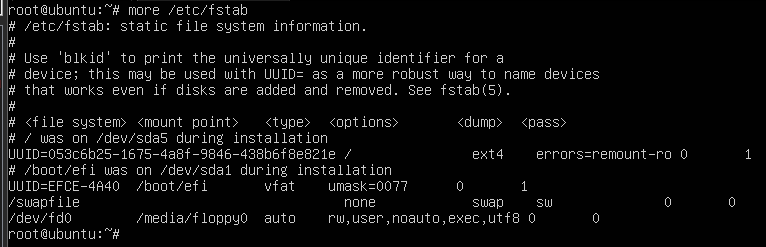 root@ubuntu:~# more /etc/fstab
# /etc/fstab: static file system information.
#
# Use 'blkid' to print the universally unique identifier for a
# device; this may be used with UUID= as a more robust way to name devices
# that works even if disks are added and removed. See fstab(5).
#
# <file system> <mount point>   <type>  <options>       <dump>  <pass>
# / was on /dev/sda5 during installation
UUID=053c6b25-1675-4a8f-9846-438b6f8e821e /               ext4    errors=remount-ro 0       1
# /boot/efi was on /dev/sda1 during installation
UUID=EFCE-4A40  /boot/efi       vfat    umask=0077      0       1
/swapfile                                 none            swap    sw              0       0
/dev/fd0        /media/floppy0  auto    rw,user,noauto,exec,utf8 0       0
root@ubuntu:~#